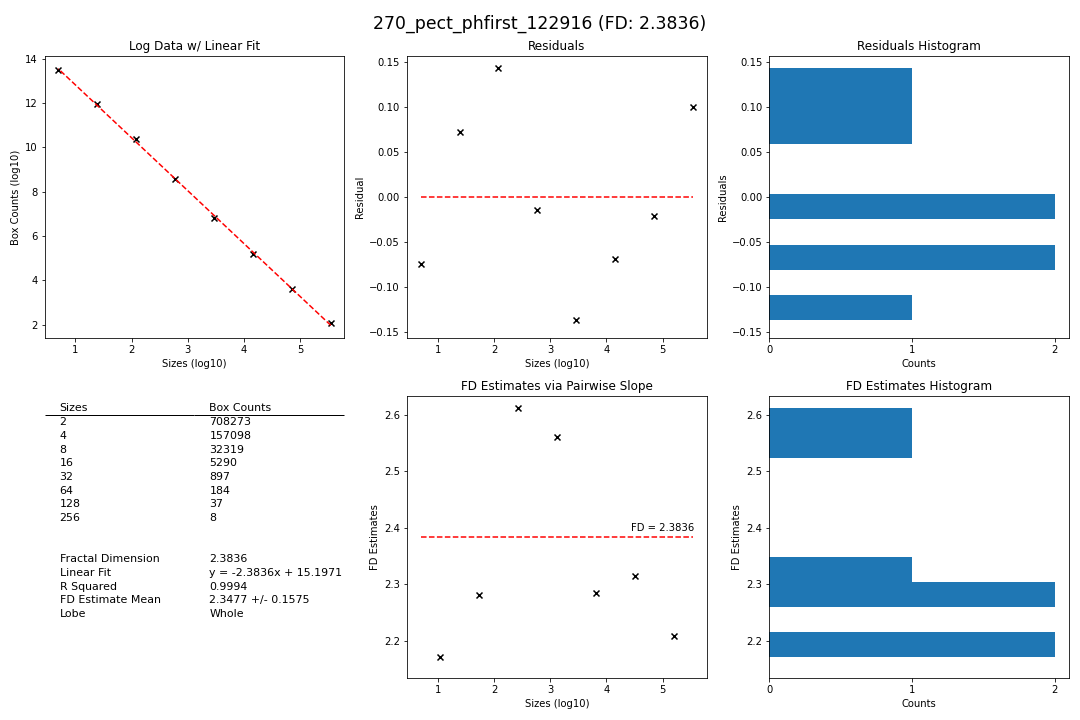 270_pect_phfirst_122916 (FD: 2.3836)
Log Data w/ Linear Fit
14
12
10
8
6
4
2
Box Counts (log10)
1 2 3 4 5
Sizes (log10)
Residuals
0.15
0.10
0.05
0.00
−0.05
−0.10
−0.15
Residual
1 2 3 4 5
Sizes (log10)
Residuals Histogram
0.15
0.10
0.05
0.00
−0.05
−0.10
−0.15
Residuals
0 1 2
Counts
Sizes Box Counts
2 708273
4 157098
8 32319
16 5290
32 897
64 184
128 37
256 8
Fractal Dimension 2.3836
Linear Fit y = -2.3836x + 15.1971
R Squared 0.9994
FD Estimate Mean 2.3477 +/- 0.1575
Lobe Whole
FD Estimates via Pairwise Slope
2.6
2.5
2.4
2.3
2.2
FD Estimates
FD = 2.3836
1 2 3 4 5
Sizes (log10)
FD Estimates Histogram
2.6
2.5
2.4
2.3
2.2
FD Estimates
0 1 2
Counts